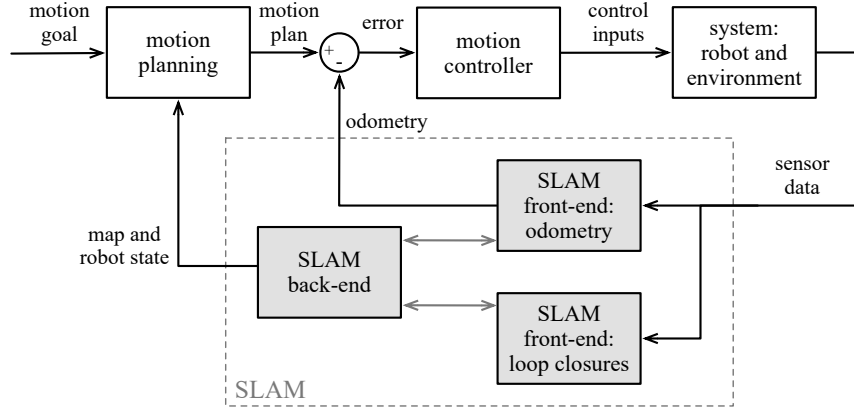 motion
goal
motion
planning
motion
plan
+
-
error
motion
controller
control
inputs
system:
robot and
environment
odometry
sensor
data
SLAM
front-end:
odometry
map and
robot state
SLAM
back-end
SLAM
front-end:
loop closures
SLAM